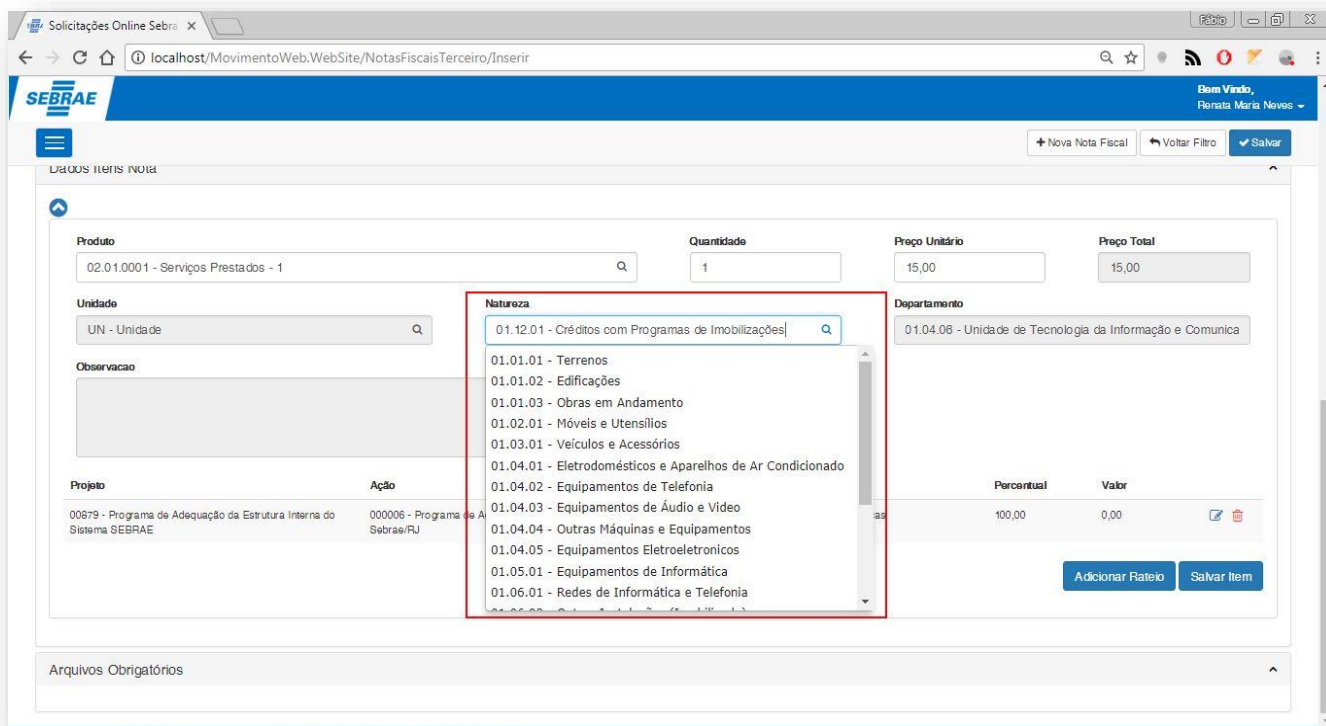 Solicitações Online Sebra
Fábio
localhost/MovimentoWeb.WebSite/NotasFiscaisTerceiro/Inserir
SEBRAE
Bem Vindo,
Renata Maria Neves
Nova Nota Fiscal
Voltar Filtro
Salvar
Dados Itens Nota
Produto
Quantidade
Preço Unitário
Preço Total
02.01.0001 - Serviços Prestados - 1
1
15,00
15,00
Unidade
Natureza
Departamento
UN - Unidade
01.12.01 - Créditos com Programas de Imobilizações
01.04.06 - Unidade de Tecnologia da Informação e Comunica
Observacao
01.01.01 - Terrenos
01.01.02 - Edificações
01.01.03 - Obras em Andamento
01.02.01 - Móveis e Utensílios
01.03.01 - Veículos e Acessórios
01.04.01 - Eletrodomésticos e Aparelhos de Ar Condicionado
01.04.02 - Equipamentos de Telefonia
01.04.03 - Equipamentos de Áudio e Video
01.04.04 - Outras Máquinas e Equipamentos
01.04.05 - Equipamentos Eletroeletronicos
01.05.01 - Equipamentos de Informática
01.06.01 - Redes de Informática e Telefonia
Projeto
Ação
Percentual
Valor
00879 - Programa de Adequação da Estrutura Interna do
Sistema SEBRAE
000006 - Programa de A
Sebrae/RJ
as
100,00
0,00
Adicionar Rateio
Salvar Item
Arquivos Obrigatórios